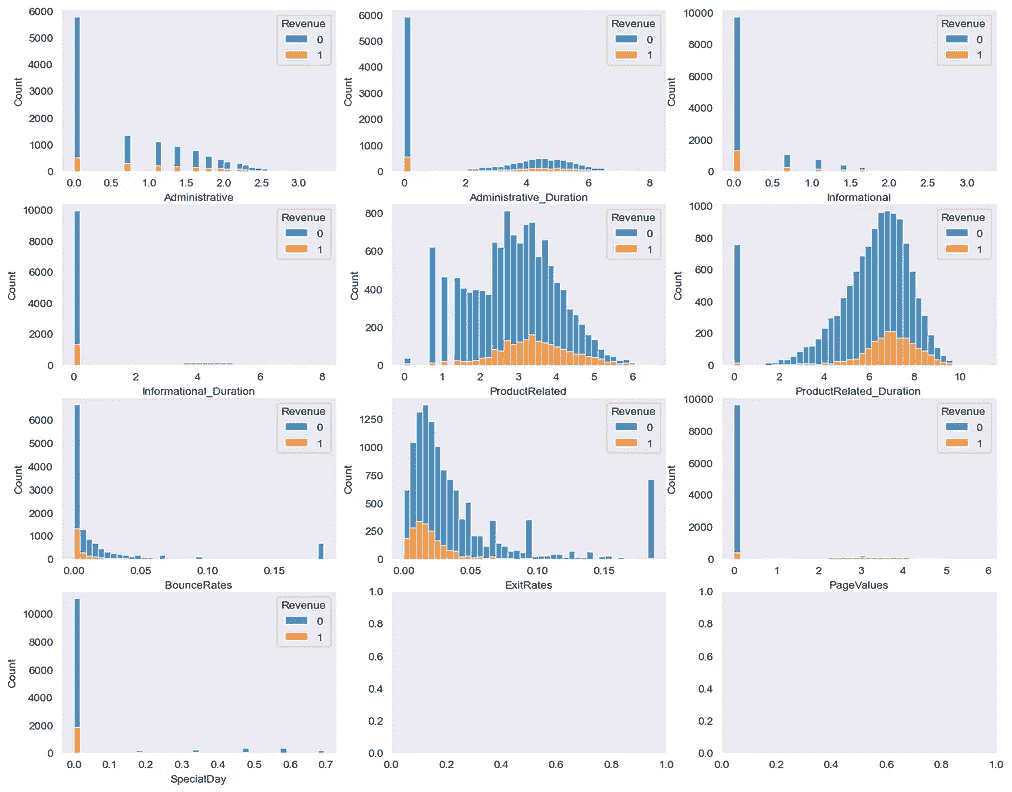 6000
5000
4000
3000
2000
1000
0
Count
Revenue
0
1
0.0 0.5 1.0 1.5 2.0 2.5 3.0
Administrative
6000
5000
4000
3000
2000
1000
0
Count
Revenue
0
1
0 2 4 6 8
Administrative_Duration
10000
8000
6000
4000
2000
0
Count
Revenue
0
1
0.0 0.5 1.0 1.5 2.0 2.5 3.0
Informational
10000
8000
6000
4000
2000
0
Count
Revenue
0
1
0 2 4 6 8
Informational_Duration
800
600
400
200
0
Count
Revenue
0
1
0 1 2 3 4 5 6
ProductRelated
1000
800
600
400
200
0
Count
Revenue
0
1
0 2 4 6 8 10
ProductRelated_Duration
6000
5000
4000
3000
2000
1000
0
Count
Revenue
0
1
0.00 0.05 0.10 0.15
BounceRates
1250
1000
750
500
250
0
Count
Revenue
0
1
0.00 0.05 0.10 0.15
ExitRates
10000
8000
6000
4000
2000
0
Count
Revenue
0
1
0 1 2 3 4 5 6
PageValues
10000
8000
6000
4000
2000
0
Count
Revenue
0
1
0.0 0.1 0.2 0.3 0.4 0.5 0.6 0.7
SpecialDay
1.0
0.8
0.6
0.4
0.2
0.0
0.0 0.2 0.4 0.6 0.8 1.0
1.0
0.8
0.6
0.4
0.2
0.0
0.0 0.2 0.4 0.6 0.8 1.0